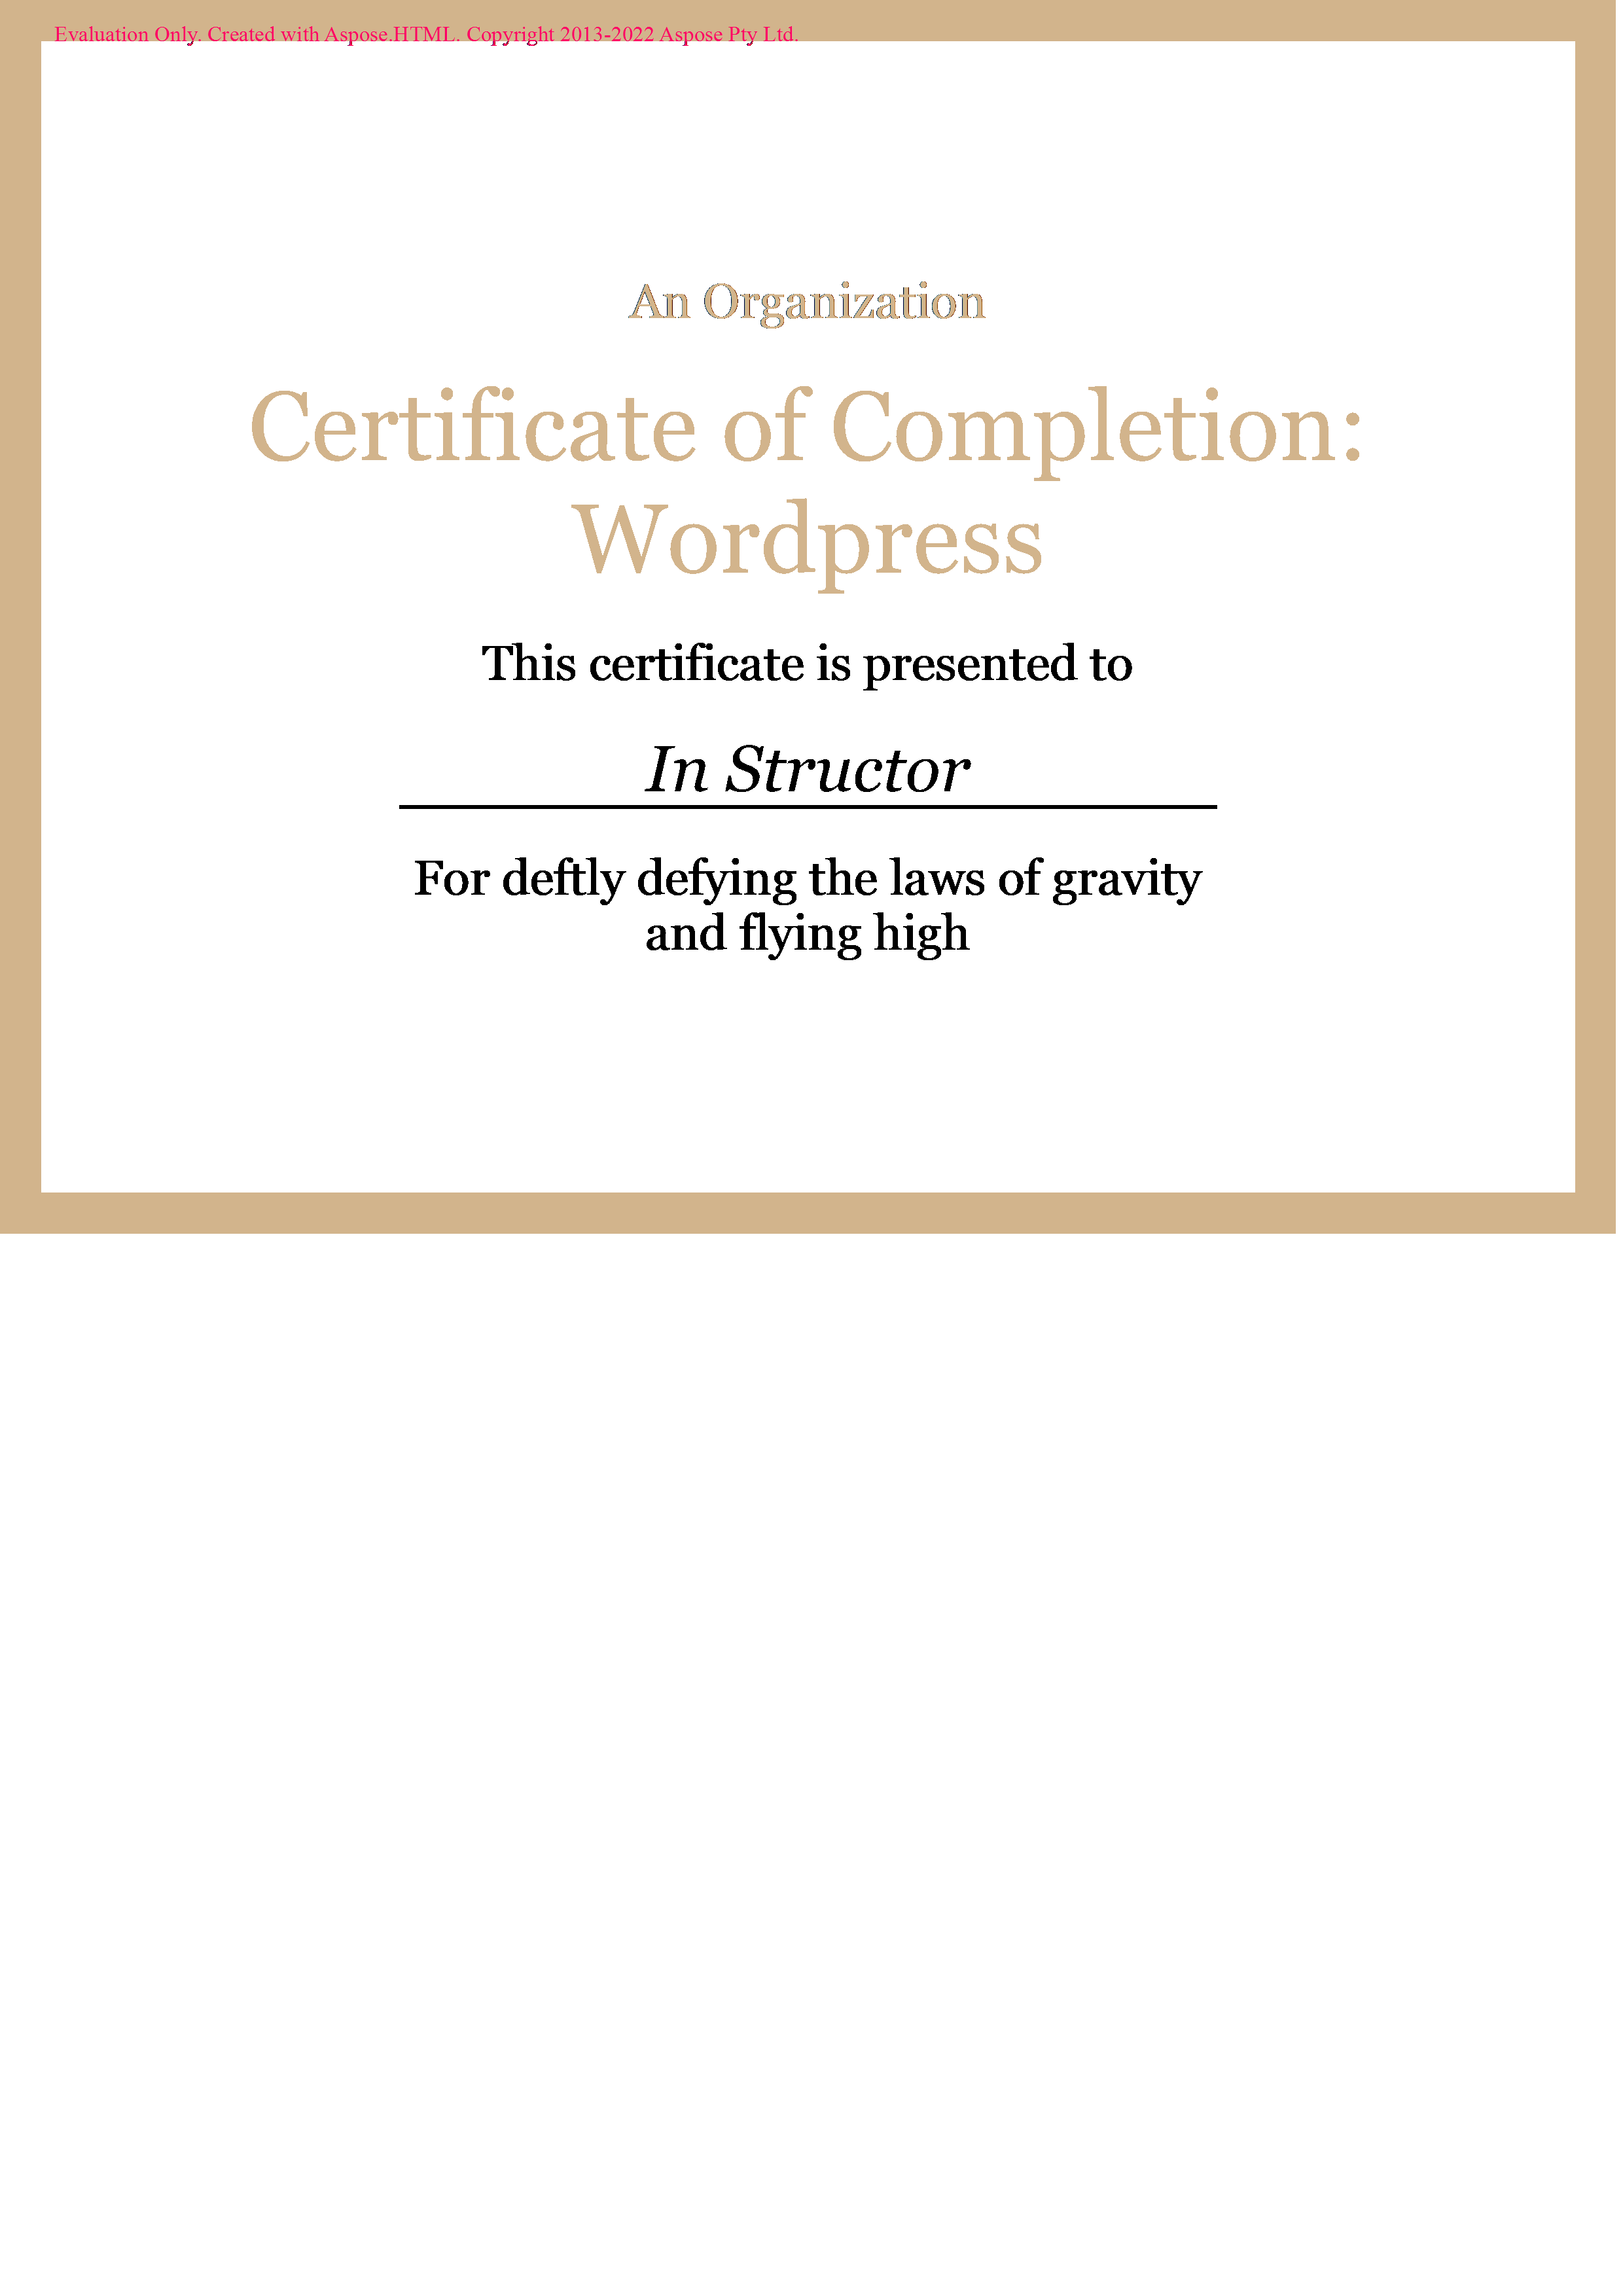 Evaluation Only. Created with Aspose.HTML. Copyright 2013-2022 Aspose Pty Ltd.
An Organization
Certificate of Completion:
Wordpress
This certificate is presented to
In Structor
For deftly defying the laws of gravity
and flying high